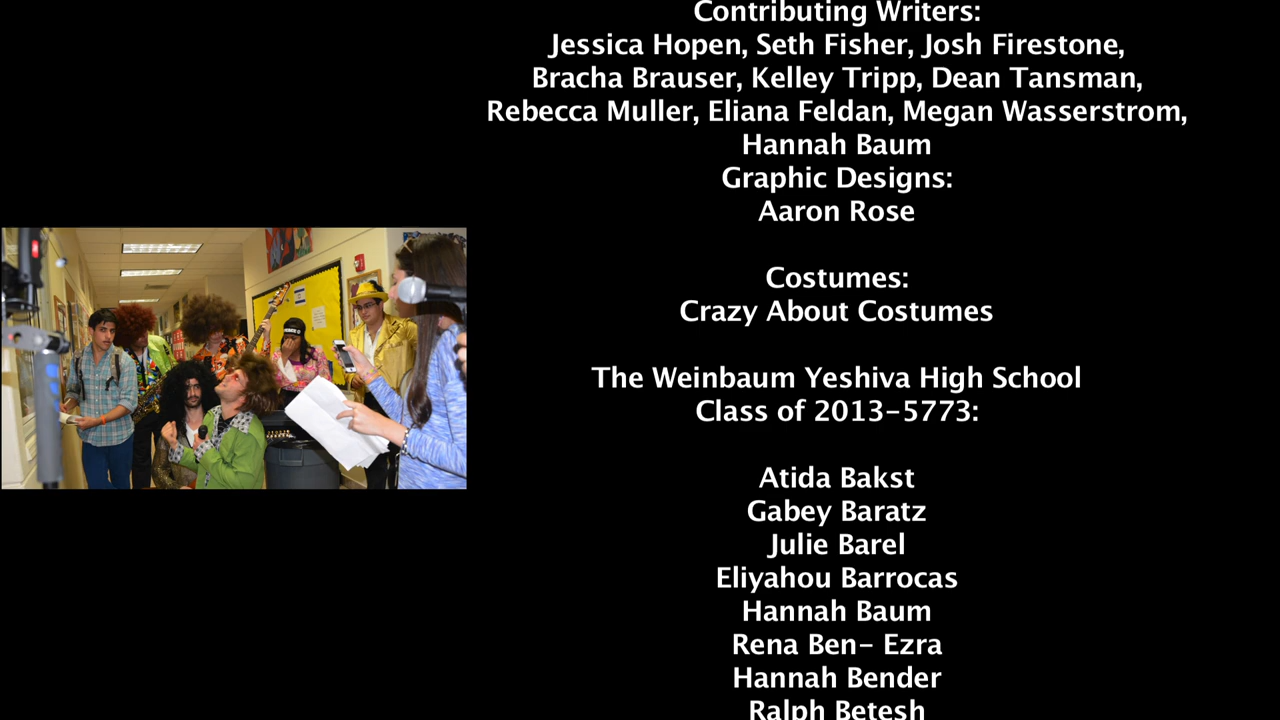 Contributing Writers:
Jessica Hopen, Seth Fisher, Josh Firestone,
Bracha Brauser, Kelley Tripp, Dean Tansman,
Rebecca Muller, Eliana Feldan, Megan Wasserstrom,
Hannah Baum
Graphic Designs:
Aaron Rose
Costumes:
Crazy About Costumes
The Weinbaum Yeshiva High School
Class of 2013-5773:
Atida Bakst
Gabey Baratz
Julie Barel
Eliyahou Barrocas
Hannah Baum
Rena Ben- Ezra
Hannah Bender
Ralph Betesh